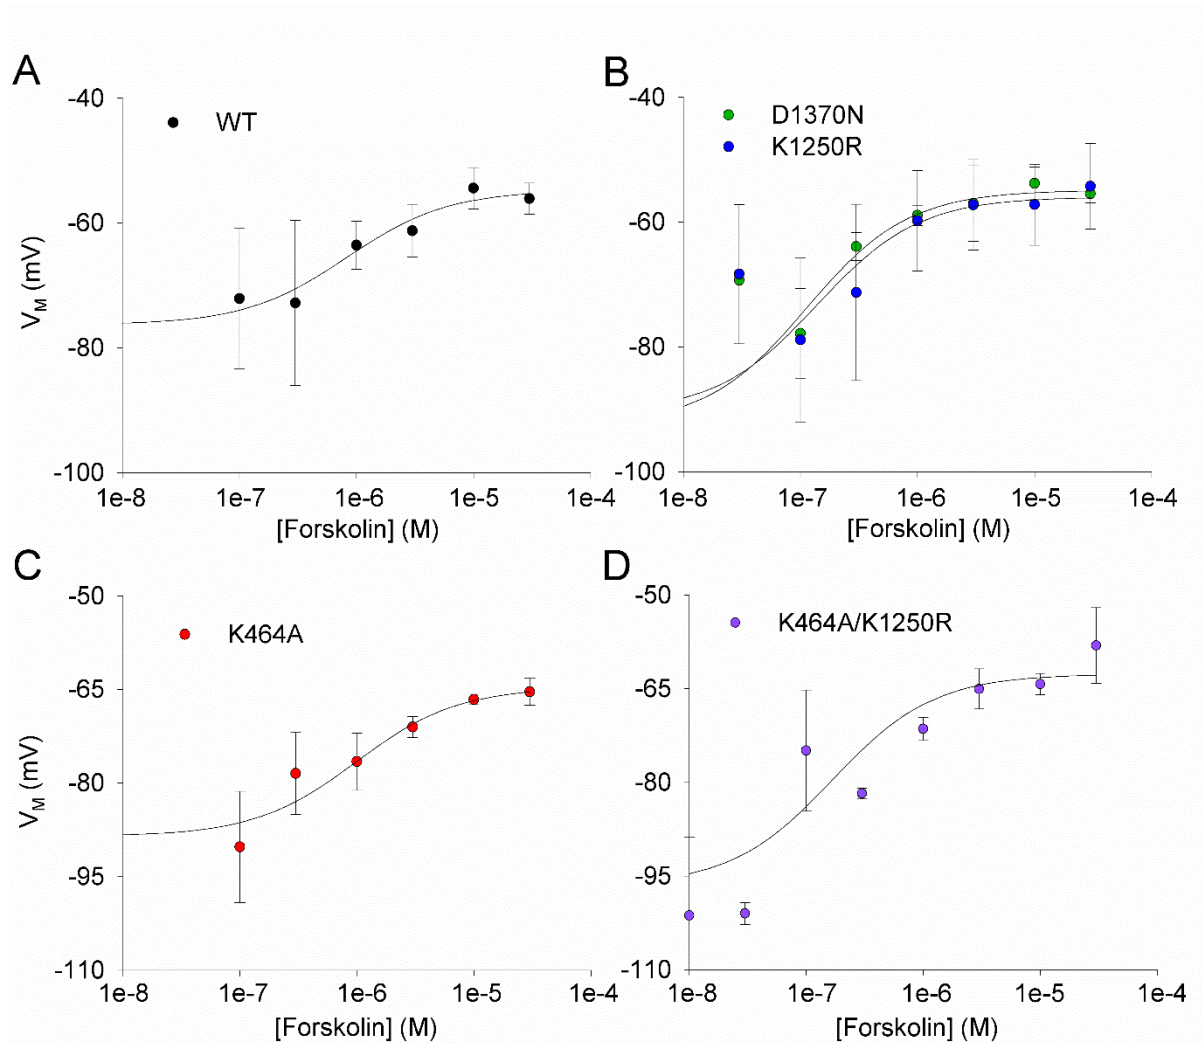 A
-40
-60
-80
-100
V_M (mV)
WT
1e-8 1e-7 1e-6 1e-5 1e-4
[Forskolin] (M)
B
-40
-60
-80
-100
D1370N
K1250R
1e-8 1e-7 1e-6 1e-5 1e-4
[Forskolin] (M)
C
-50
-65
-80
-95
-110
V_M (mV)
K464A
1e-8 1e-7 1e-6 1e-5 1e-4
[Forskolin] (M)
D
-50
-65
-80
-95
-110
K464A/K1250R
1e-8 1e-7 1e-6 1e-5 1e-4
[Forskolin] (M)